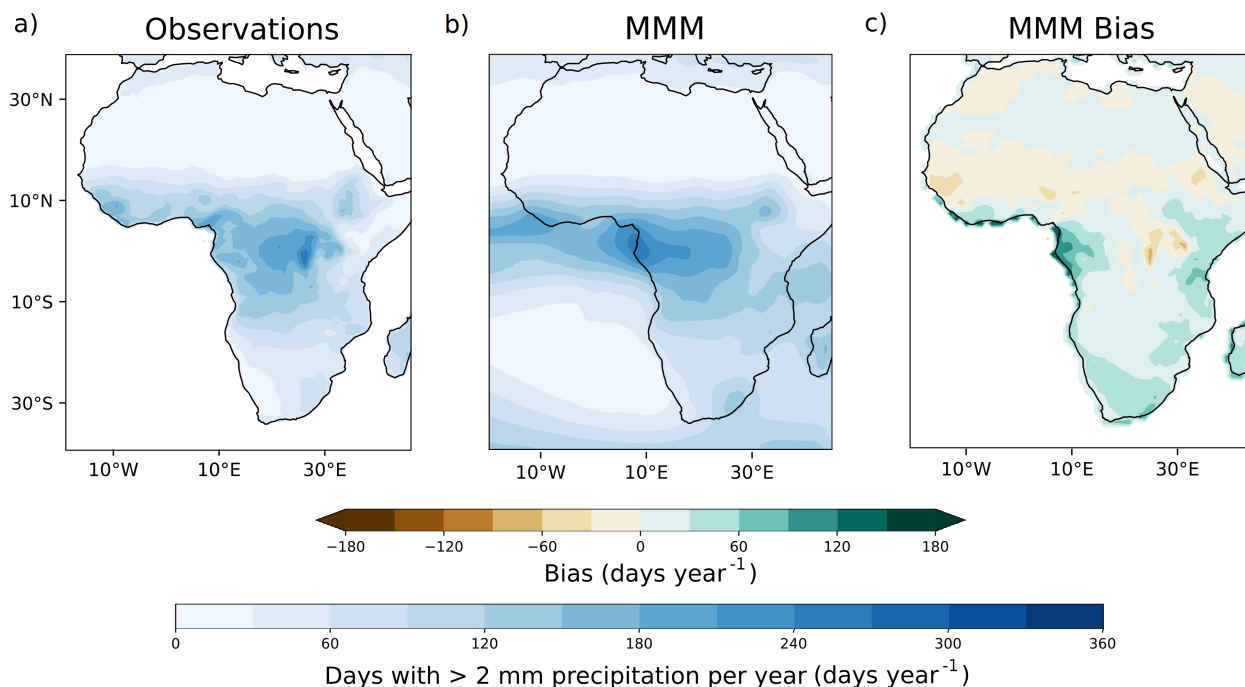 a) Observations
b) MMM
c) MMM Bias
30°N
10°N
10°S
30°S
10°W 10°E 30°E
10°W 10°E 30°E
10°W 10°E 30°E
−180 −120 −60 0 60 120 180
Bias (days year⁻¹)
0 60 120 180 240 300 360
Days with > 2 mm precipitation per year (days year⁻¹)